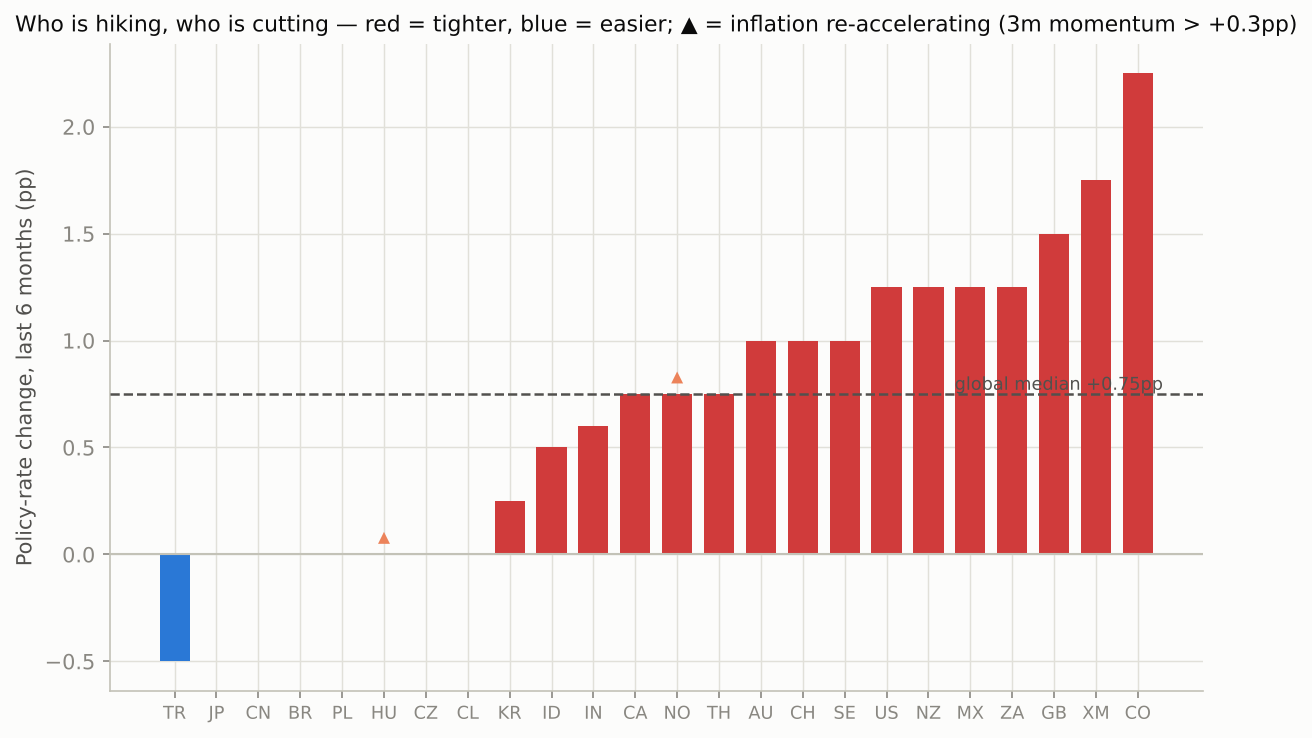 Who is hiking, who is cutting — red = tighter, blue = easier; ▲ = inflation re-accelerating (3m momentum > +0.3pp)
Policy-rate change, last 6 months (pp)
2.0
1.5
1.0
0.5
0.0
−0.5
global median +0.75pp
TR JP CN BR PL HU CZ CL KR ID IN CA NO TH AU CH SE US NZ MX ZA GB XM CO